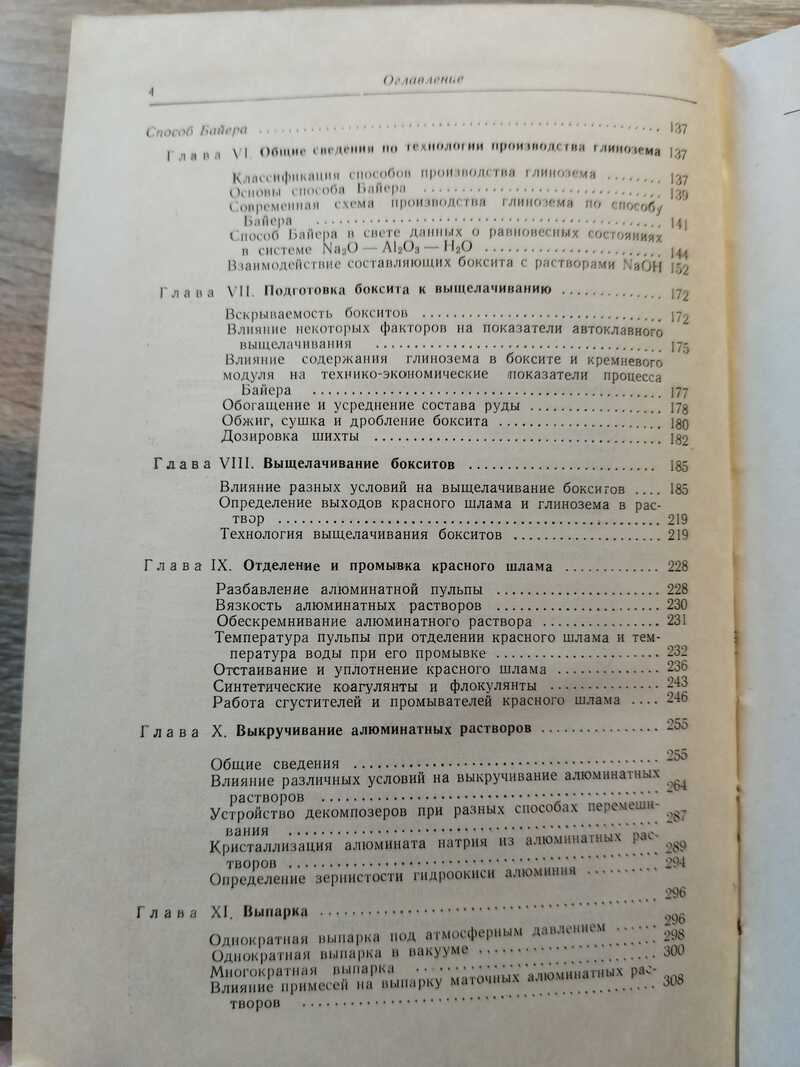 4
Оглавление
Способ Байера ..... 137
Глава VI. Общие сведения по технологии производства глинозема 137
Классификация способов производства глинозема ..... 137
Основы способа Байера ..... 139
Современная схема производства глинозема по способу
Байера ..... 141
Способ Байера в свете данных о равновесных состояниях
в системе Na₂O — Al₂O₃ — H₂O ..... 144
Взаимодействие составляющих боксита с растворами NaOH 152
Глава VII. Подготовка боксита к выщелачиванию ..... 172
Вскрываемость бокситов ..... 172
Влияние некоторых факторов на показатели автоклавного
выщелачивания ..... 175
Влияние содержания глинозема в боксите и кремневого
модуля на технико-экономические показатели процесса
Байера ..... 177
Обогащение и усреднение состава руды ..... 178
Обжиг, сушка и дробление боксита ..... 180
Дозировка шихты ..... 182
Глава VIII. Выщелачивание бокситов ..... 185
Влияние разных условий на выщелачивание бокситов .... 185
Определение выходов красного шлама и глинозема в рас-
твор ..... 219
Технология выщелачивания бокситов ..... 219
Глава IX. Отделение и промывка красного шлама ..... 228
Разбавление алюминатной пульпы ..... 228
Вязкость алюминатных растворов ..... 230
Обескремнивание алюминатного раствора ..... 231
Температура пульпы при отделении красного шлама и тем-
пература воды при его промывке ..... 232
Отстаивание и уплотнение красного шлама ..... 236
Синтетические коагулянты и флокулянты ..... 243
Работа сгустителей и промывателей красного шлама .... 246
Глава X. Выкручивание алюминатных растворов ..... 255
Общие сведения ..... 255
Влияние различных условий на выкручивание алюминатных
растворов ..... 264
Устройство декомпозеров при разных способах перемеши-
вания ..... 287
Кристаллизация алюмината натрия из алюминатных рас-
творов ..... 289
Определение зернистости гидроокиси алюминия ..... 294
Глава XI. Выпарка ..... 296
Однократная выпарка под атмосферным давлением ..... 296
Однократная выпарка в вакууме ..... 298
Многократная выпарка ..... 300
Влияние примесей на выпарку маточных алюминатных рас-
творов ..... 308